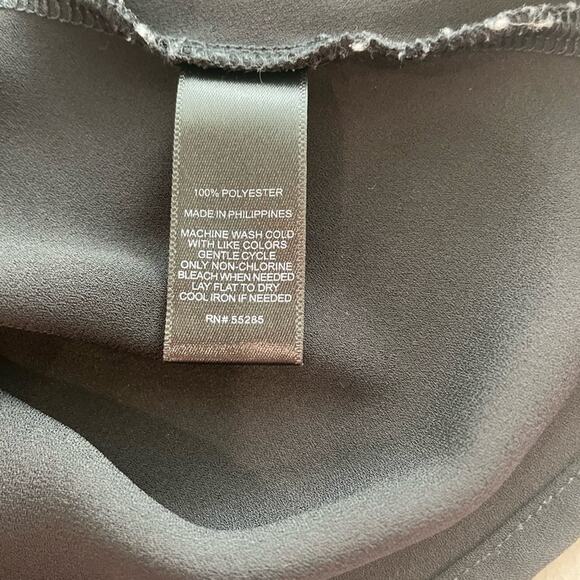 100% POLYESTER
MADE IN PHILIPPINES
MACHINE WASH COLD
WITH LIKE COLORS
GENTLE CYCLE
ONLY NON-CHLORINE
BLEACH WHEN NEEDED
LAY FLAT TO DRY
COOL IRON IF NEEDED
RN# 55285